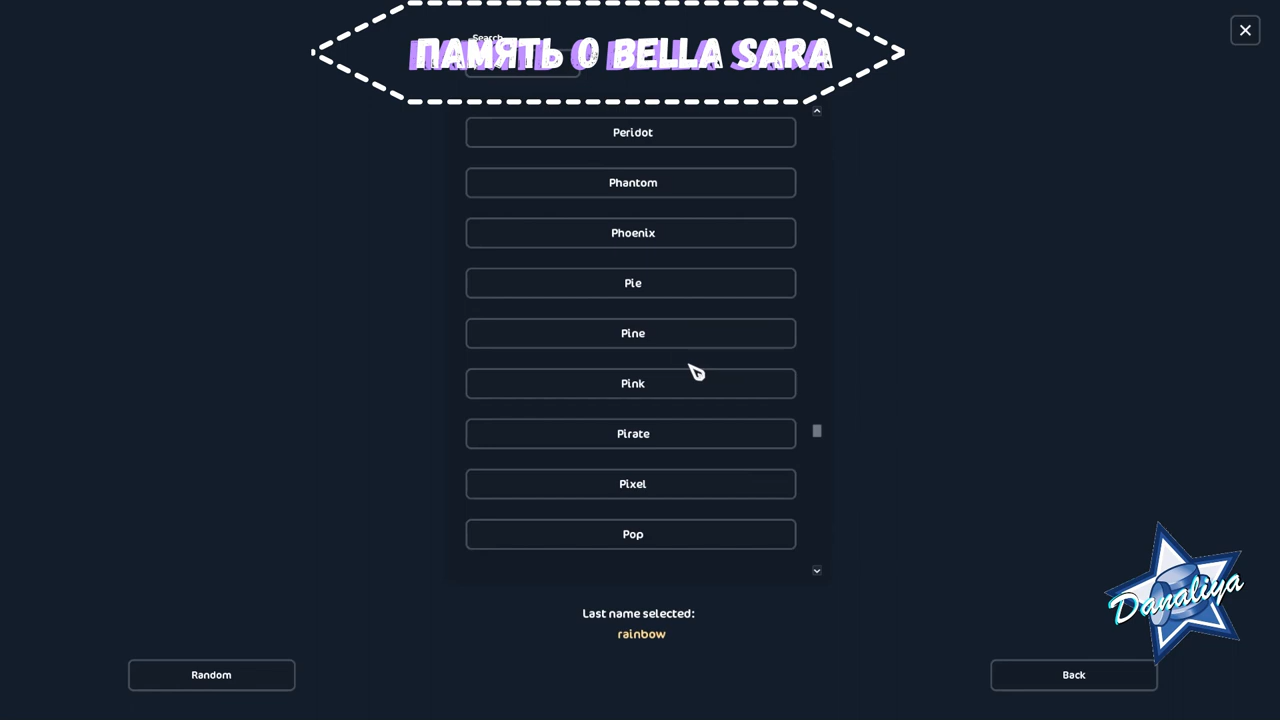 Search
ПАМЯТЬ О BELLA SARA
Peridot
Phantom
Phoenix
Pie
Pine
Pink
Pirate
Pixel
Pop
Last name selected:
rainbow
Random
Back
Danaliya